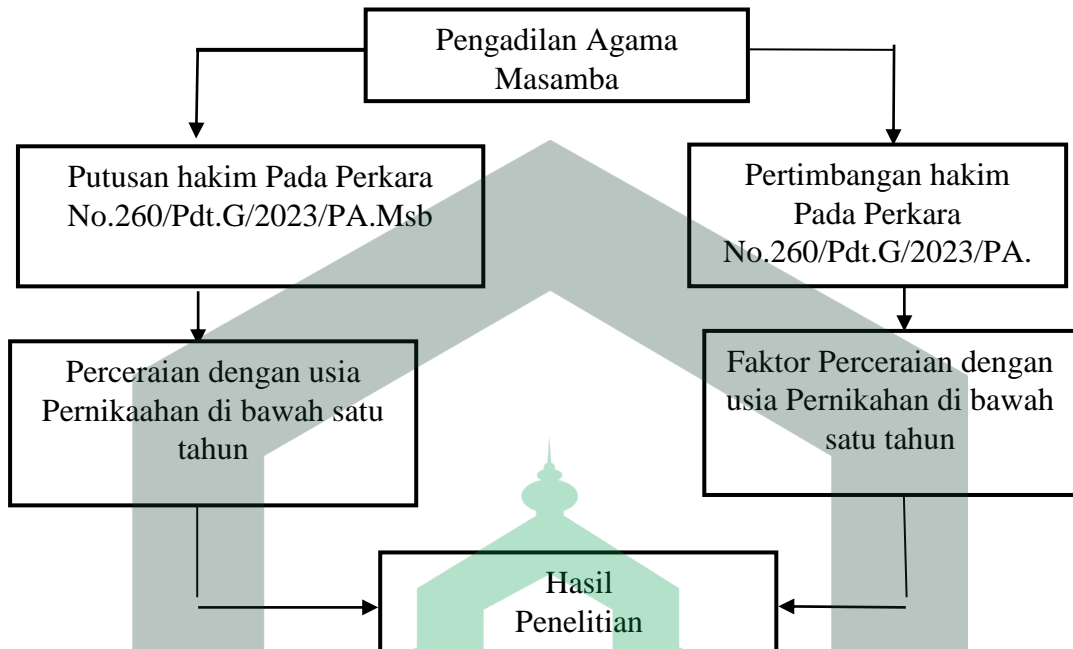 Pengadilan Agama
Masamba
Putusan hakim Pada Perkara
No.260/Pdt.G/2023/PA.Msb
Pertimbangan hakim
Pada Perkara
No.260/Pdt.G/2023/PA.
Perceraian dengan usia
Pernikaahan di bawah satu
tahun
Faktor Perceraian dengan
usia Pernikahan di bawah
satu tahun
Hasil
Penelitian